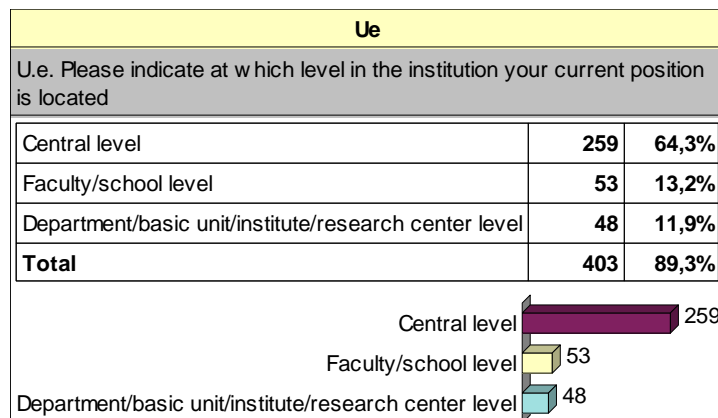 Ue
U.e. Please indicate at which level in the institution your current position
is located
Central level 259 64,3%
Faculty/school level 53 13,2%
Department/basic unit/institute/research center level 48 11,9%
Total 403 89,3%
Central level 259
Faculty/school level 53
Department/basic unit/institute/research center level 48